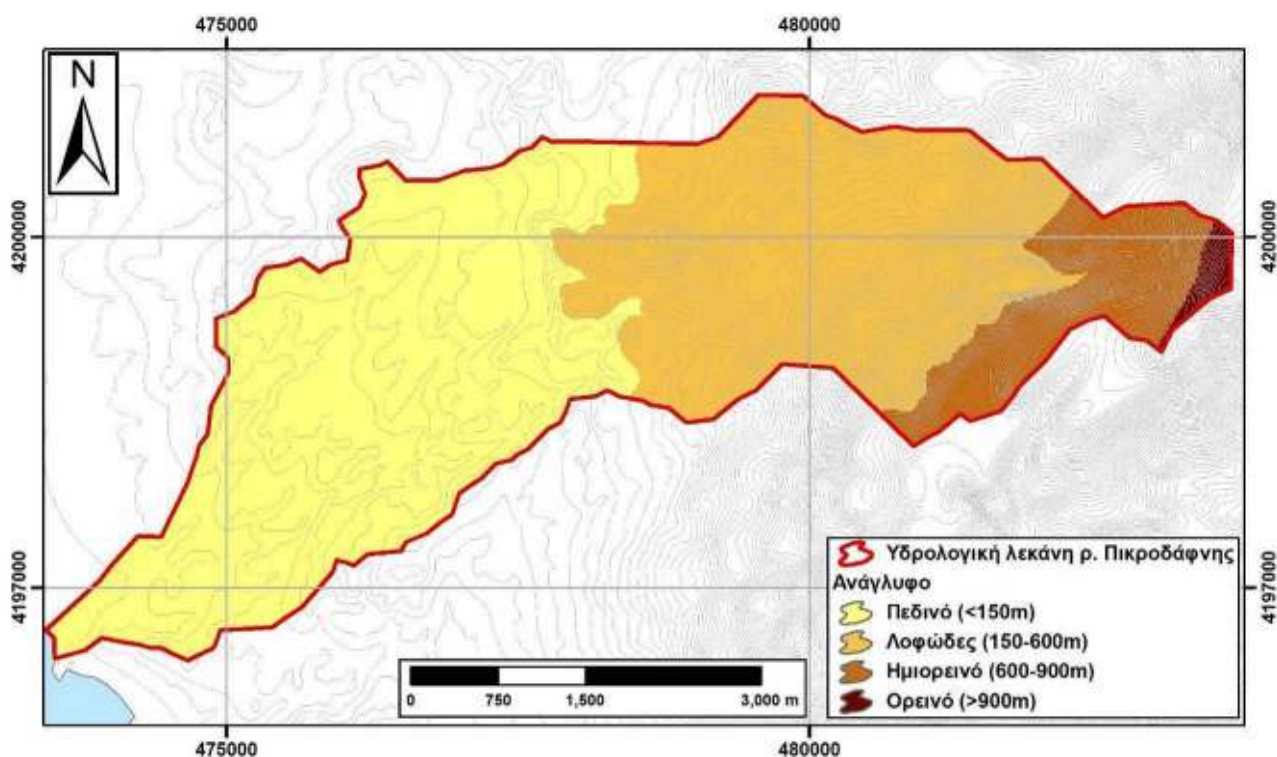 475000
480000
N
4200000
4200000
4197000
4197000
Υδρολογική λεκάνη ρ. Πικροδάφνης
Ανάγλυφο
Πεδινό (<150m)
Λοφώδες (150-600m)
Ημιορεινό (600-900m)
Ορεινό (>900m)
0 750 1,500 3,000 m
475000
480000